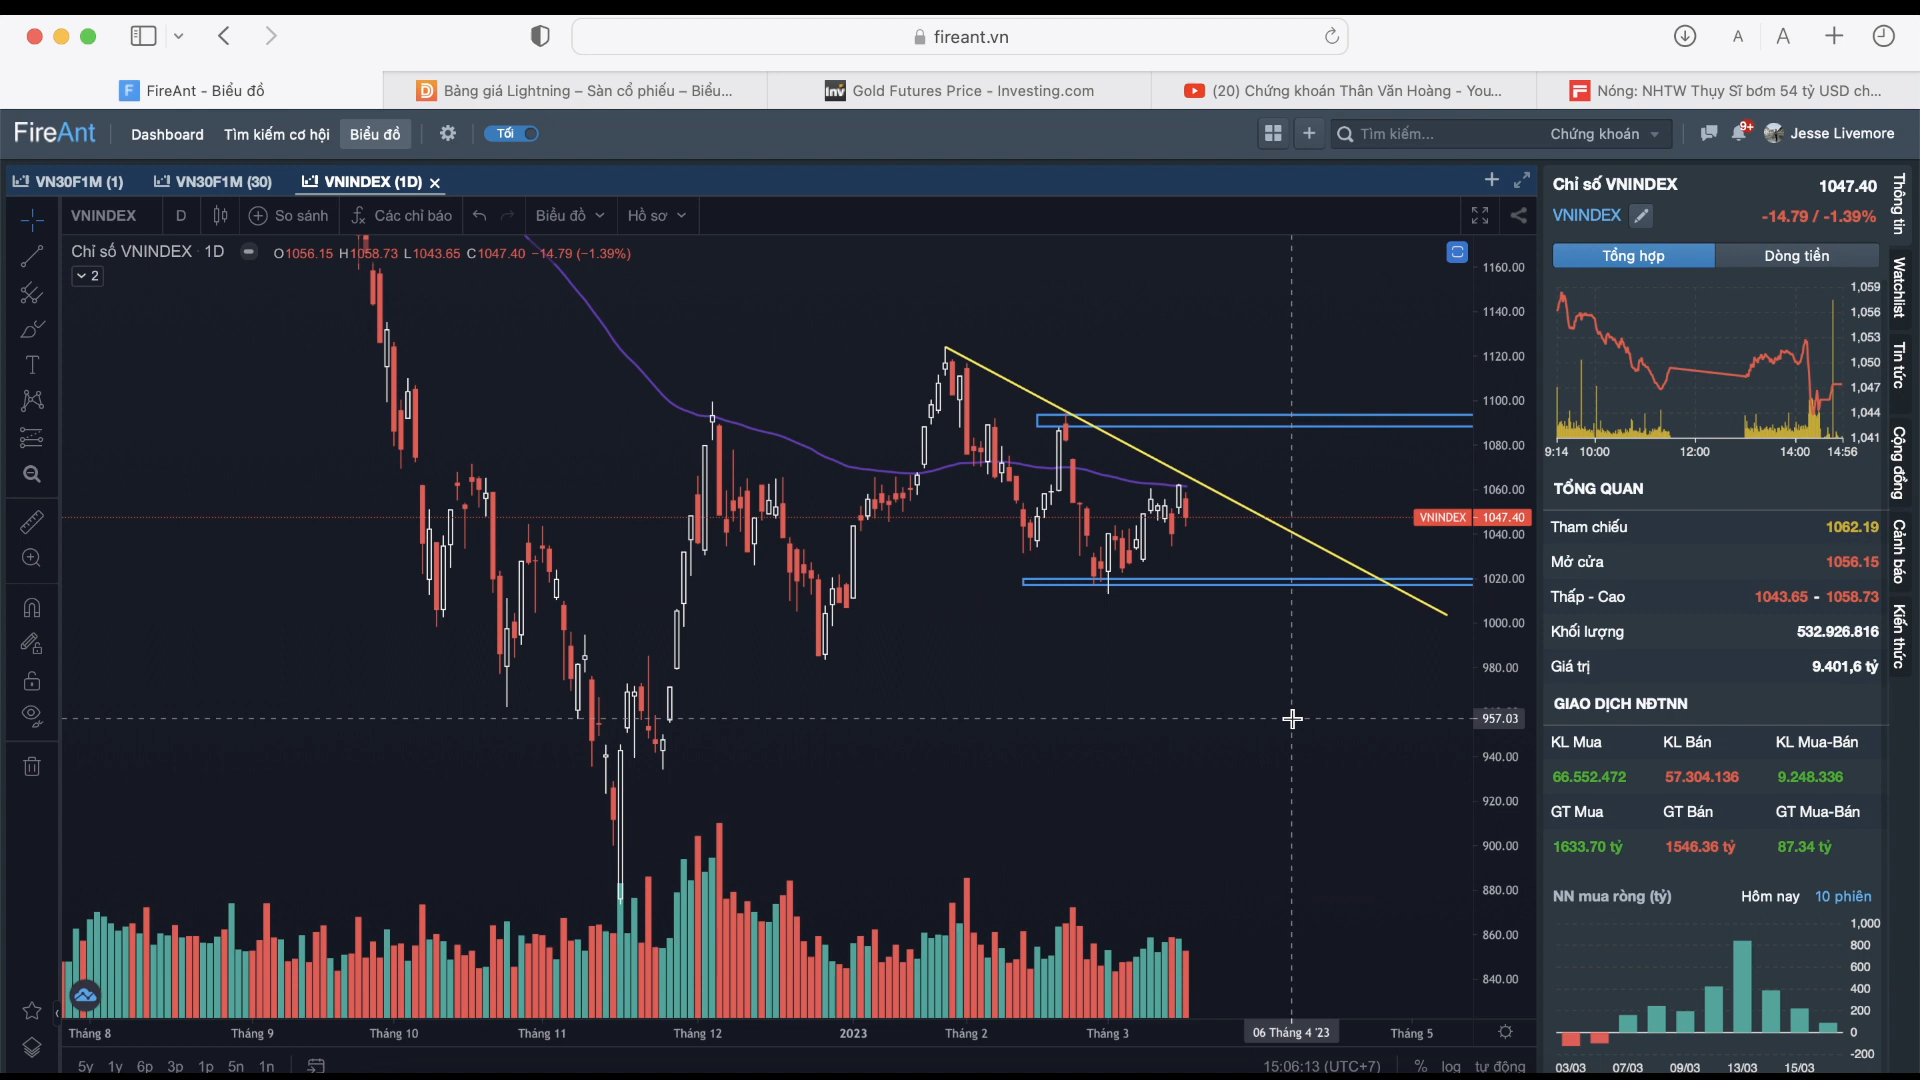 fireant.vn
A A
FireAnt - Biểu đồ
Bảng giá Lightning – Sàn cổ phiếu – Biểu...
Gold Futures Price - Investing.com
(20) Chứng khoán Thân Văn Hoàng - You...
Nóng: NHTW Thụy Sĩ bơm 54 tỷ USD ch...
FireAnt
Dashboard
Tìm kiếm cơ hội
Biểu đồ
Tối
Tìm kiếm...
Chứng khoán
9+
Jesse Livemore
VN30F1M (1)
VN30F1M (30)
VNINDEX (1D)
VNINDEX
D
So sánh
Các chỉ báo
Biểu đồ
Hồ sơ
Chỉ số VNINDEX · 1D
O1056.15 H1058.73 L1043.65 C1047.40 −14.79 (−1.39%)
2
1160.00
1140.00
1120.00
1100.00
1080.00
1060.00
VNINDEX 1047.40
1040.00
1020.00
1000.00
980.00
957.03
940.00
920.00
900.00
880.00
860.00
840.00
Tháng 8
Tháng 9
Tháng 10
Tháng 11
Tháng 12
2023
Tháng 2
Tháng 3
06 Tháng 4 '23
Tháng 5
5y 1y 6p 3p 1p 5n 1n
15:06:13 (UTC+7)
% log tự động
Chỉ số VNINDEX 1047.40
VNINDEX -14.79 / -1.39%
Tổng hợp
Dòng tiền
1,059
1,056
1,053
1,050
1,047
1,044
1,041
9:14 10:00 12:00 14:00 14:56
TỔNG QUAN
Tham chiếu 1062.19
Mở cửa 1056.15
Thấp - Cao 1043.65 - 1058.73
Khối lượng 532.926.816
Giá trị 9.401,6 tỷ
GIAO DỊCH NĐTNN
KL Mua KL Bán KL Mua-Bán
66.552.472 57.304.136 9.248.336
GT Mua GT Bán GT Mua-Bán
1633.70 tỷ 1546.36 tỷ 87.34 tỷ
NN mua ròng (tỷ) Hôm nay 10 phiên
1,000
800
600
400
200
0
-200
03/03 07/03 09/03 13/03 15/03
Thông tin
Watchlist
Tin tức
Cộng đồng
Cảnh báo
Kiến thức